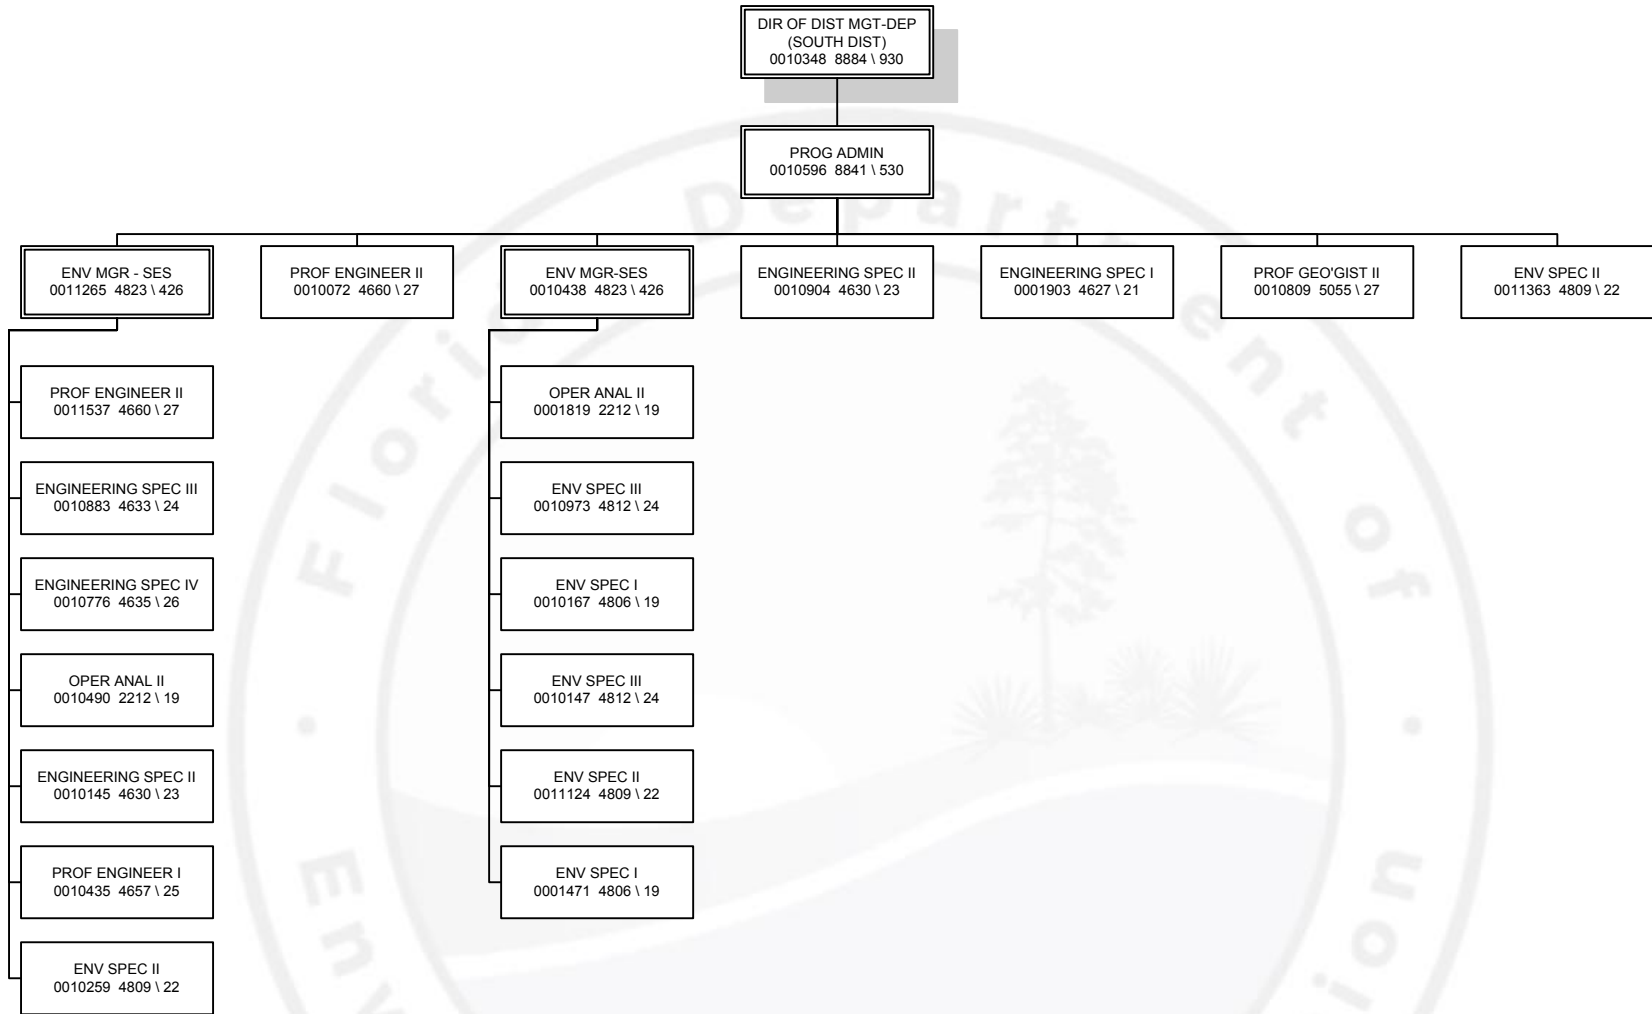 DIR OF DIST MGT-DEP
(SOUTH DIST)
0010348 8884 \ 930
PROG ADMIN
0010596 8841 \ 530
ENV MGR - SES
0011265 4823 \ 426
PROF ENGINEER II
0010072 4660 \ 27
ENV MGR-SES
0010438 4823 \ 426
ENGINEERING SPEC II
0010904 4630 \ 23
ENGINEERING SPEC I
0001903 4627 \ 21
PROF GEO'GIST II
0010809 5055 \ 27
ENV SPEC II
0011363 4809 \ 22
PROF ENGINEER II
0011537 4660 \ 27
ENGINEERING SPEC III
0010883 4633 \ 24
ENGINEERING SPEC IV
0010776 4635 \ 26
OPER ANAL II
0010490 2212 \ 19
ENGINEERING SPEC II
0010145 4630 \ 23
PROF ENGINEER I
0010435 4657 \ 25
ENV SPEC II
0010259 4809 \ 22
OPER ANAL II
0001819 2212 \ 19
ENV SPEC III
0010973 4812 \ 24
ENV SPEC I
0010167 4806 \ 19
ENV SPEC III
0010147 4812 \ 24
ENV SPEC II
0011124 4809 \ 22
ENV SPEC I
0001471 4806 \ 19
Department of